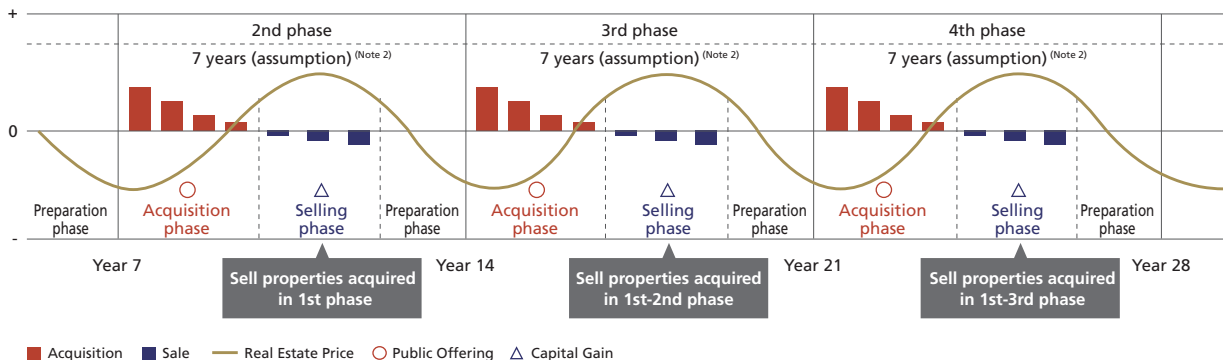 +
2nd phase
3rd phase
4th phase
7 years (assumption) (Note 2)
7 years (assumption) (Note 2)
7 years (assumption) (Note 2)
0
Preparation
phase
Acquisition
phase
Selling
phase
Preparation
phase
Acquisition
phase
Selling
phase
Preparation
phase
Acquisition
phase
Selling
phase
Preparation
phase
-
Year 7
Year 14
Year 21
Year 28
Sell properties acquired
in 1st phase
Sell properties acquired
in 1st-2nd phase
Sell properties acquired
in 1st-3rd phase
Acquisition
Sale
Real Estate Price
Public Offering
Capital Gain